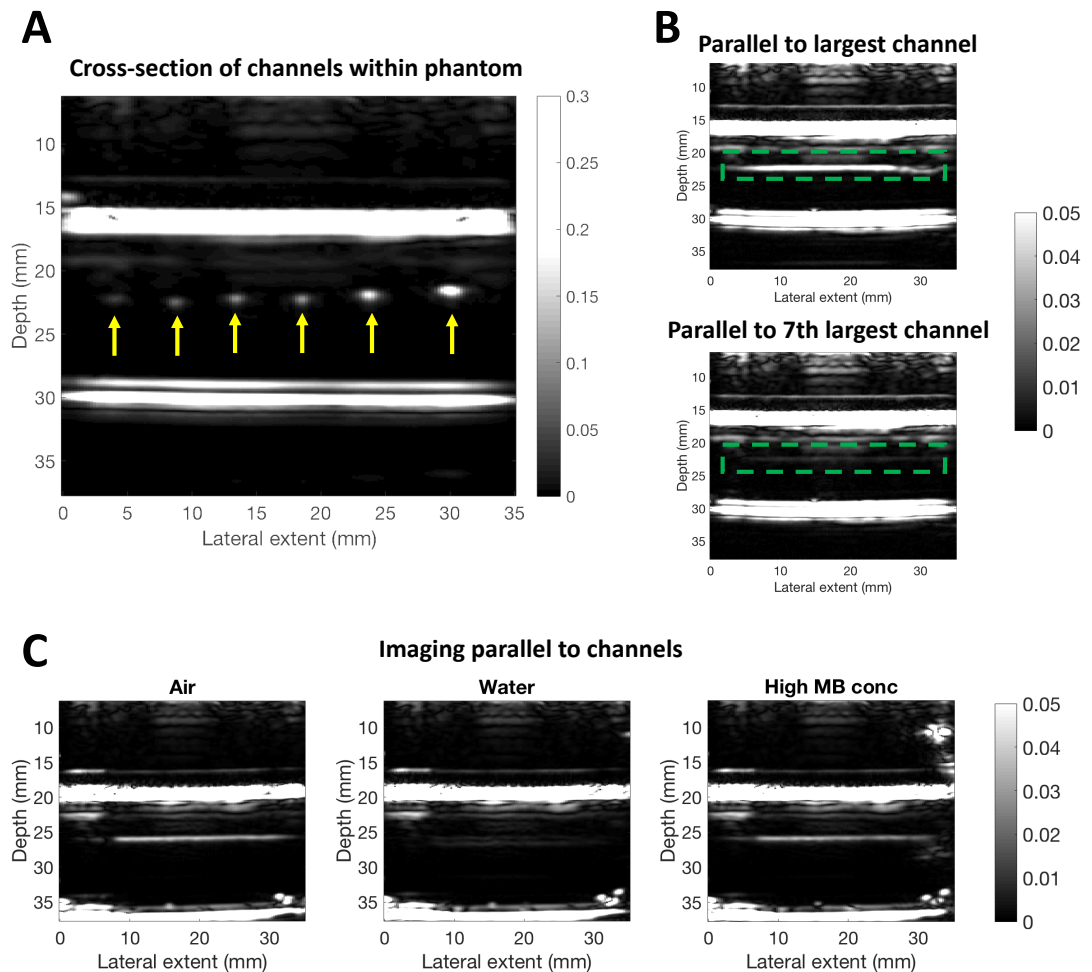 A
Cross-section of channels within phantom
10
15
20
25
30
35
Depth (mm)
0 5 10 15 20 25 30 35
Lateral extent (mm)
0.3
0.25
0.2
0.15
0.1
0.05
0
B
Parallel to largest channel
10
15
20
25
30
35
Depth (mm)
0 10 20 30
Lateral extent (mm)
Parallel to 7th largest channel
10
15
20
25
30
35
Depth (mm)
0 10 20 30
Lateral extent (mm)
0.05
0.04
0.03
0.02
0.01
0
C
Imaging parallel to channels
Air
10
15
20
25
30
35
Depth (mm)
0 10 20 30
Lateral extent (mm)
Water
10
15
20
25
30
35
Depth (mm)
0 10 20 30
Lateral extent (mm)
High MB conc
10
15
20
25
30
35
Depth (mm)
0 10 20 30
Lateral extent (mm)
0.05
0.04
0.03
0.02
0.01
0